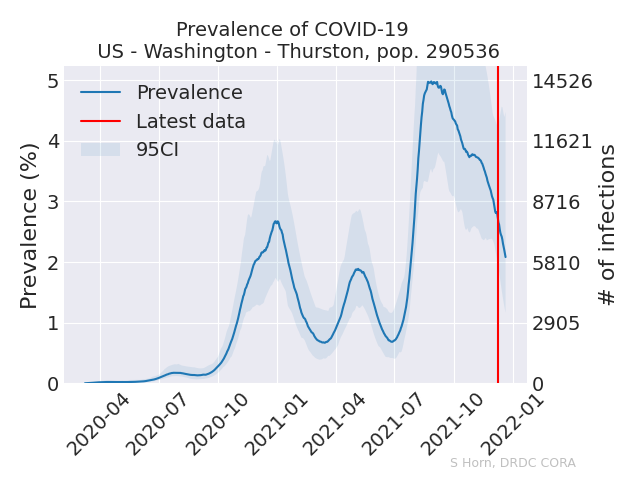 Prevalence of COVID-19
US - Washington - Thurston, pop. 290536
Prevalence
Latest data
95CI
Prevalence (%)
5
4
3
2
1
0
14526
11621
8716
5810
2905
0
# of infections
2020-04
2020-07
2020-10
2021-01
2021-04
2021-07
2021-10
2022-01
S Horn, DRDC CORA